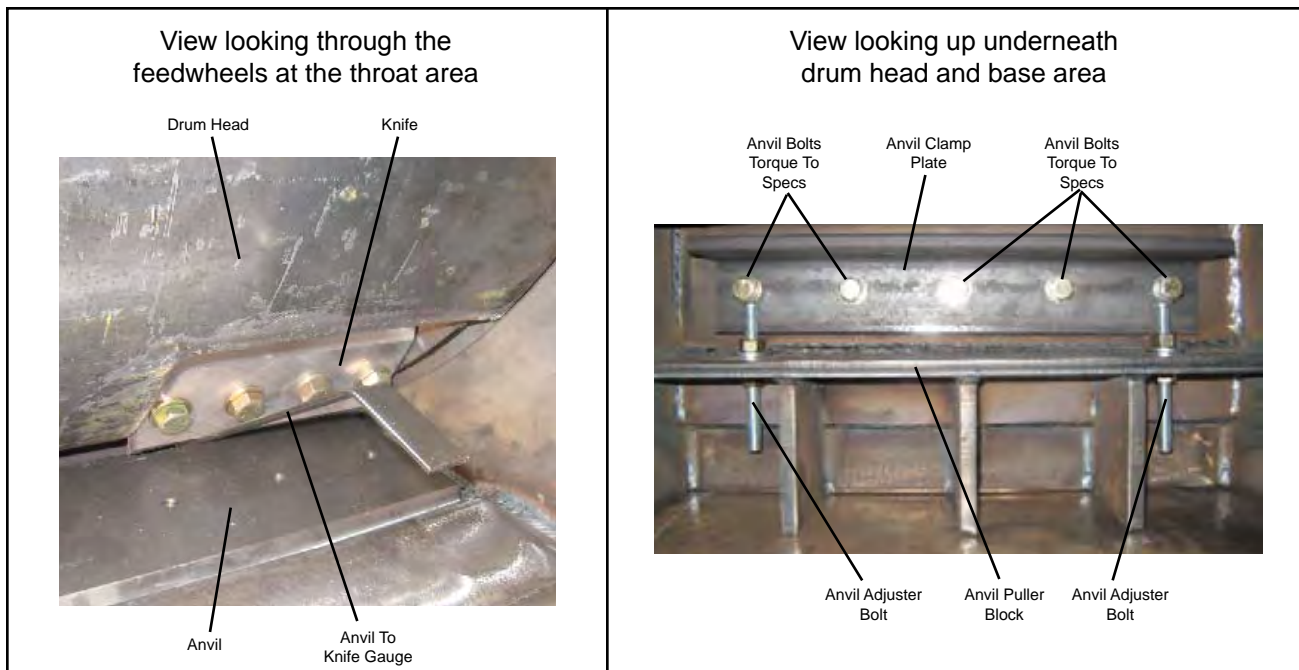 View looking through the
feedwheels at the throat area
Drum Head
Knife
Anvil
Anvil To
Knife Gauge
View looking up underneath
drum head and base area
Anvil Bolts
Torque To
Specs
Anvil Clamp
Plate
Anvil Bolts
Torque To
Specs
Anvil Adjuster
Bolt
Anvil Puller
Block
Anvil Adjuster
Bolt